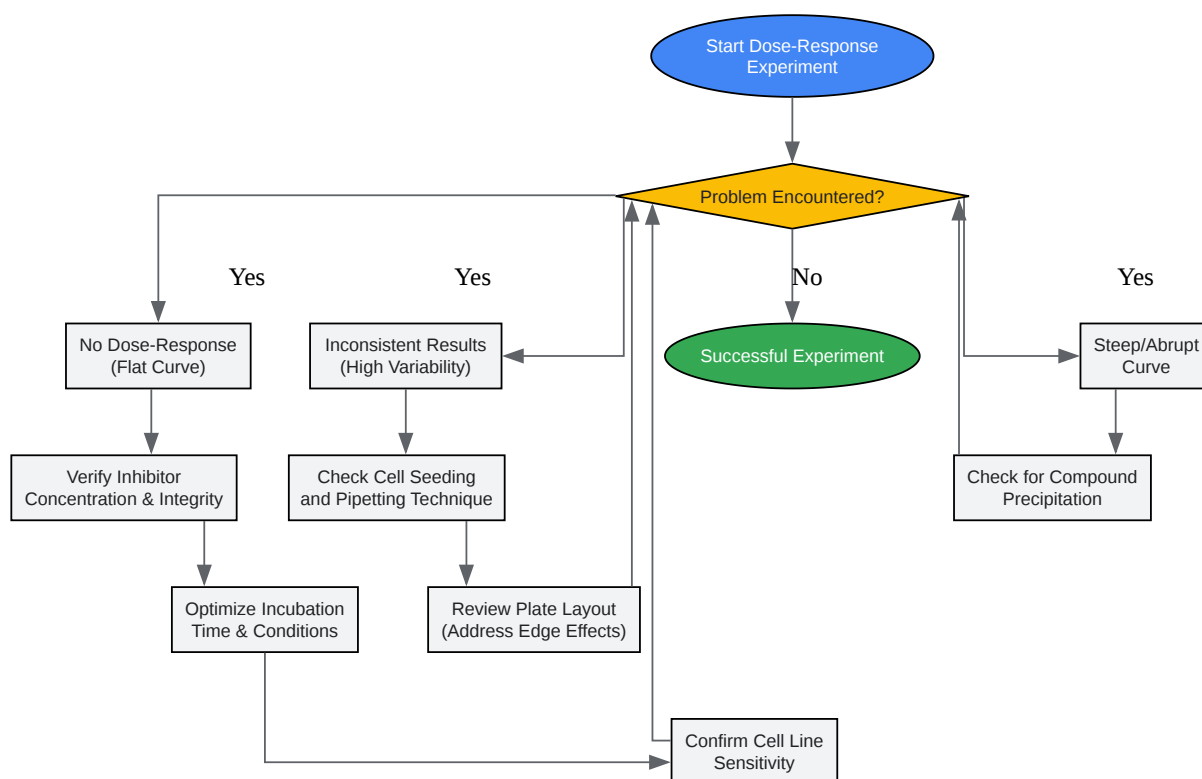 Start Dose-Response
Experiment
Problem Encountered?
Yes
Yes
No
Yes
No Dose-Response
(Flat Curve)
Inconsistent Results
(High Variability)
Successful Experiment
Steep/Abrupt
Curve
Verify Inhibitor
Concentration & Integrity
Check Cell Seeding
and Pipetting Technique
Check for Compound
Precipitation
Optimize Incubation
Time & Conditions
Review Plate Layout
(Address Edge Effects)
Confirm Cell Line
Sensitivity